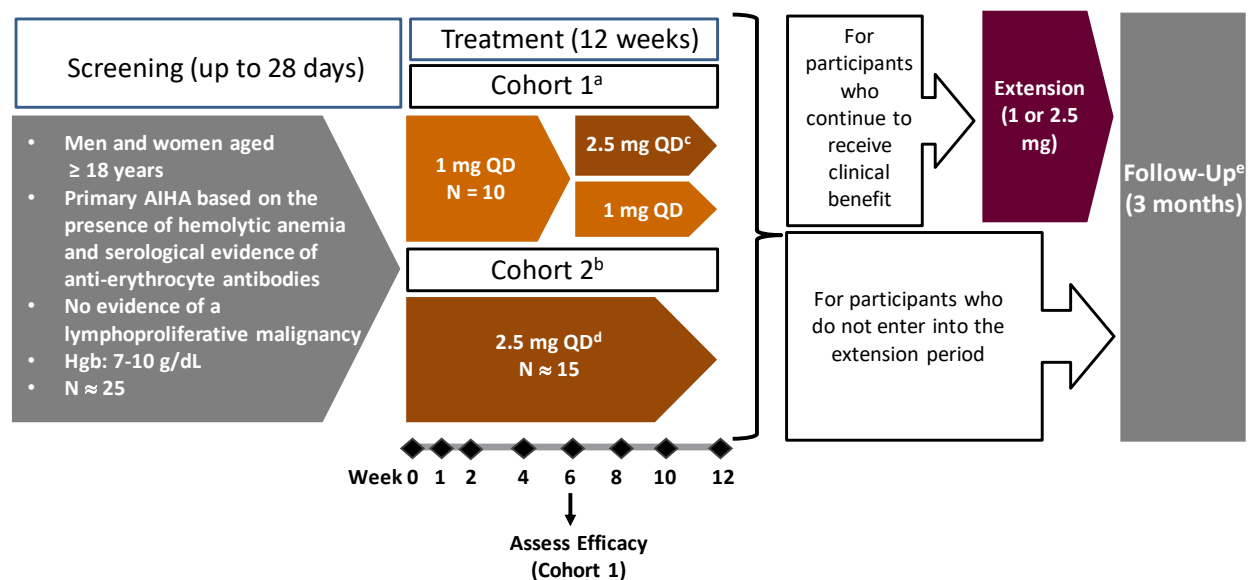 Screening (up to 28 days)
• Men and women aged
≥ 18 years
• Primary AIHA based on the
presence of hemolytic anemia
and serological evidence of
anti-erythrocyte antibodies
• No evidence of a
lymphoproliferative malignancy
• Hgb: 7-10 g/dL
• N ≈ 25
Treatment (12 weeks)
Cohort 1ᵃ
1 mg QD
N = 10
2.5 mg QDᶜ
1 mg QD
Cohort 2ᵇ
2.5 mg QDᵈ
N ≈ 15
Week 0 1 2 4 6 8 10 12
Assess Efficacy
(Cohort 1)
For
participants
who
continue to
receive
clinical
benefit
Extension
(1 or 2.5
mg)
For participants who
do not enter into the
extension period
Follow-Upᵉ
(3 months)